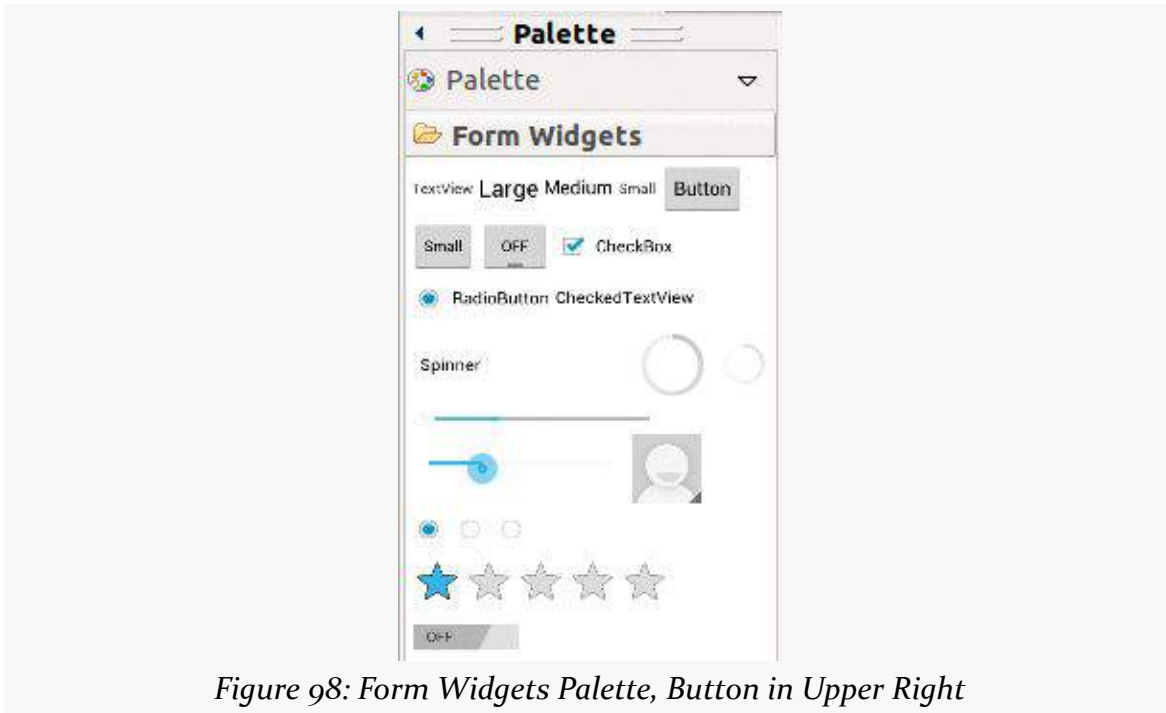 Palette
Palette
Form Widgets
TextView Large Medium Small Button
Small OFF CheckBox
RadioButton CheckedTextView
Spinner
OFF
Figure 98: Form Widgets Palette, Button in Upper Right